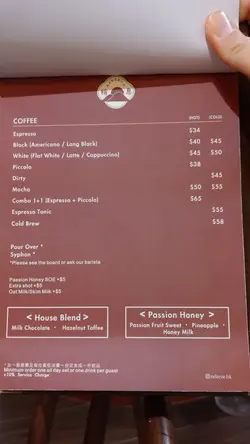 COFFEE (HOT) (COLD)
Espresso $34
Black (Americano / Long Black) $40 $45
White (Flat White / Latte / Cappuccino) $45 $50
Piccolo $38
Dirty $45
Mocha $50 $55
Combo 1+1 (Espresso + Piccolo) $65
Espresso Tonic $55
Cold Brew $58
Pour Over *
Syphon *
*Please see the board or ask our barista
Passion Honey SOE +$5
Extra shot +$5
Oat Milk/Skim Milk +$5
< House Blend >
Milk Chocolate • Hazelnut Toffee
< Passion Honey >
Passion Fruit Sweet • Pineapple •
Honey Milk
Minimum order one all day set or one drink per guest
+10% Service Charge